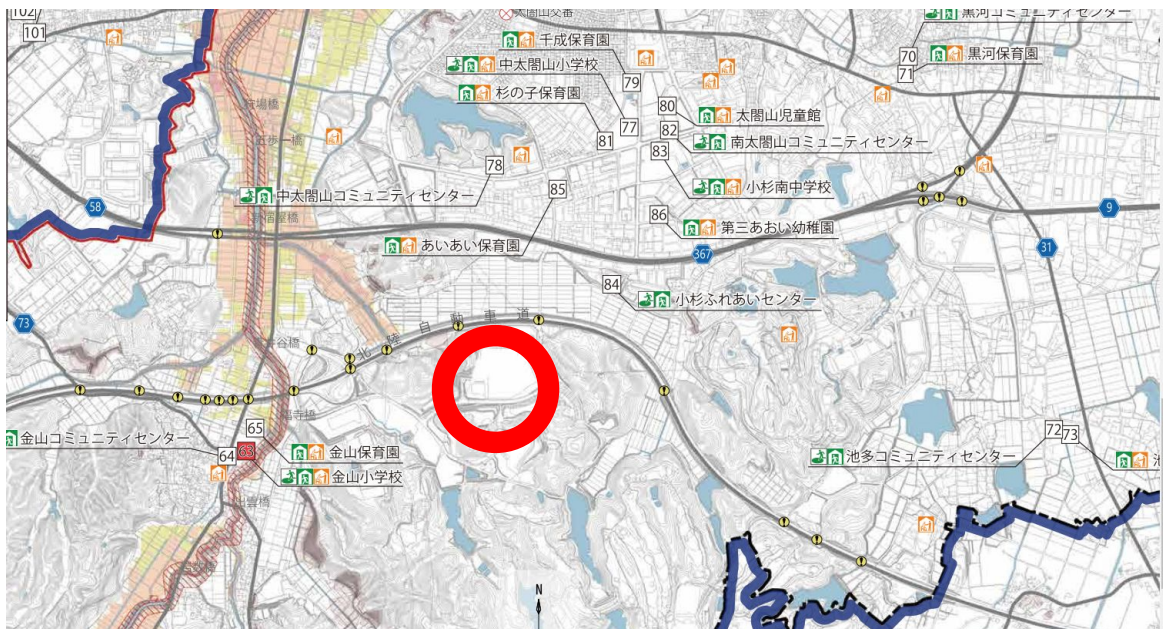 102
101
太閤山交番
黒河コミュニティセンター
千成保育園
70
黒河保育園
71
中太閤山小学校
79
杉の子保育園
80
太閤山児童館
77
81
82
南太閤山コミュニティセンター
78
83
中太閤山コミュニティセンター
85
小杉南中学校
58
9
86
第三あおい幼稚園
あいあい保育園
367
31
84
小杉ふれあいセンター
73
北陸自動車道
65
72
73
金山コミュニティセンター
64
63
金山保育園
池多コミュニティセンター
池
金山小学校
N